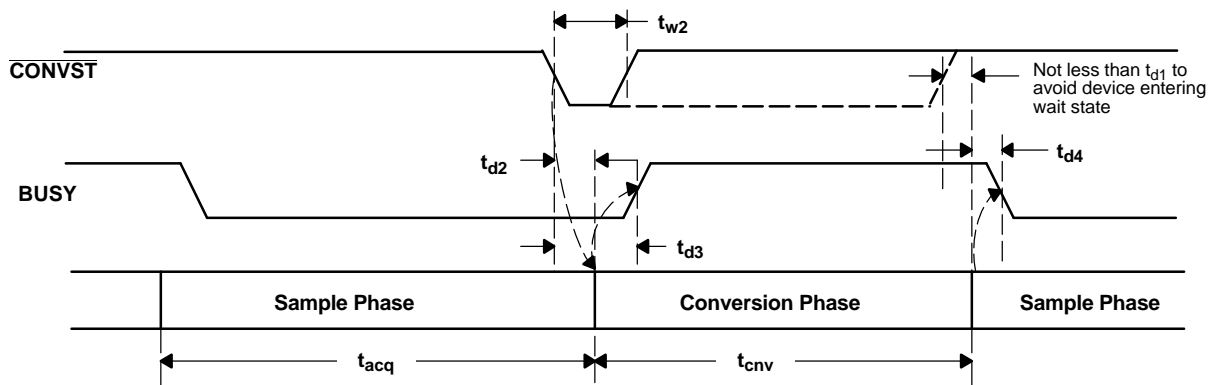 tw2
CONVST
Not less than td1 to
avoid device entering
wait state
td2
td4
BUSY
td3
Sample Phase
Conversion Phase
Sample Phase
tacq
tcnv